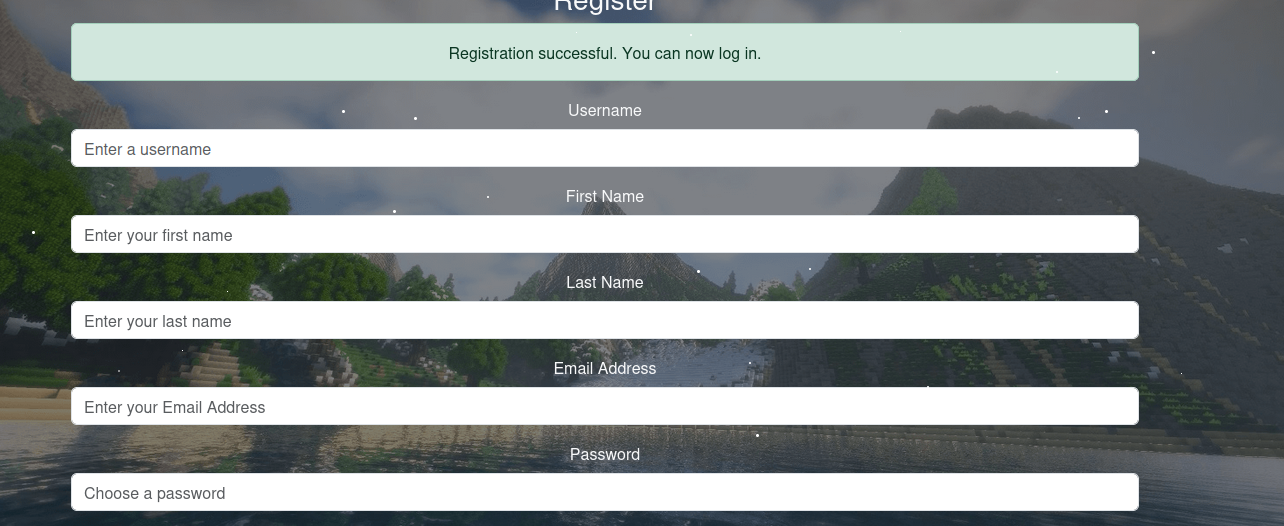 Register
Registration successful. You can now log in.
Username
Enter a username
First Name
Enter your first name
Last Name
Enter your last name
Email Address
Enter your Email Address
Password
Choose a password